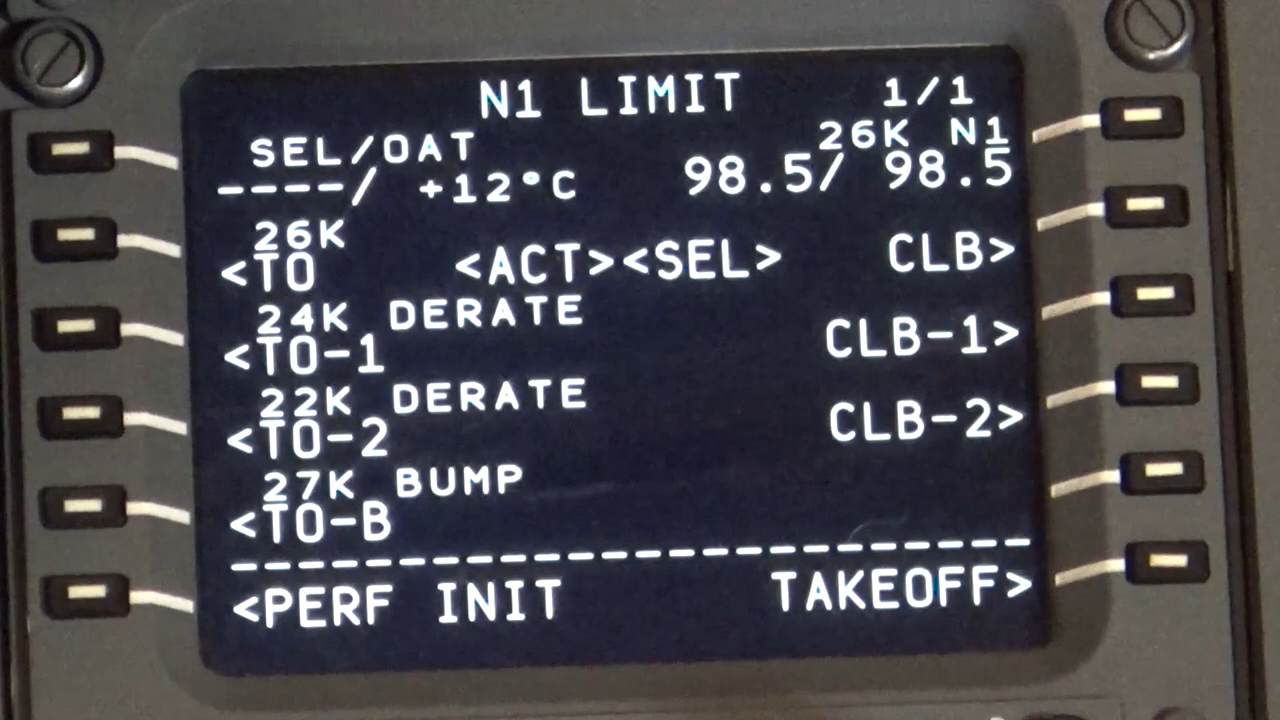 N1 LIMIT 1/1
SEL/OAT 26K N1
----/ +12°C 98.5/ 98.5
26K
<TO <ACT><SEL> CLB>
24K DERATE
<TO-1 CLB-1>
22K DERATE
<TO-2 CLB-2>
27K BUMP
<TO-B
------------------------
<PERF INIT TAKEOFF>